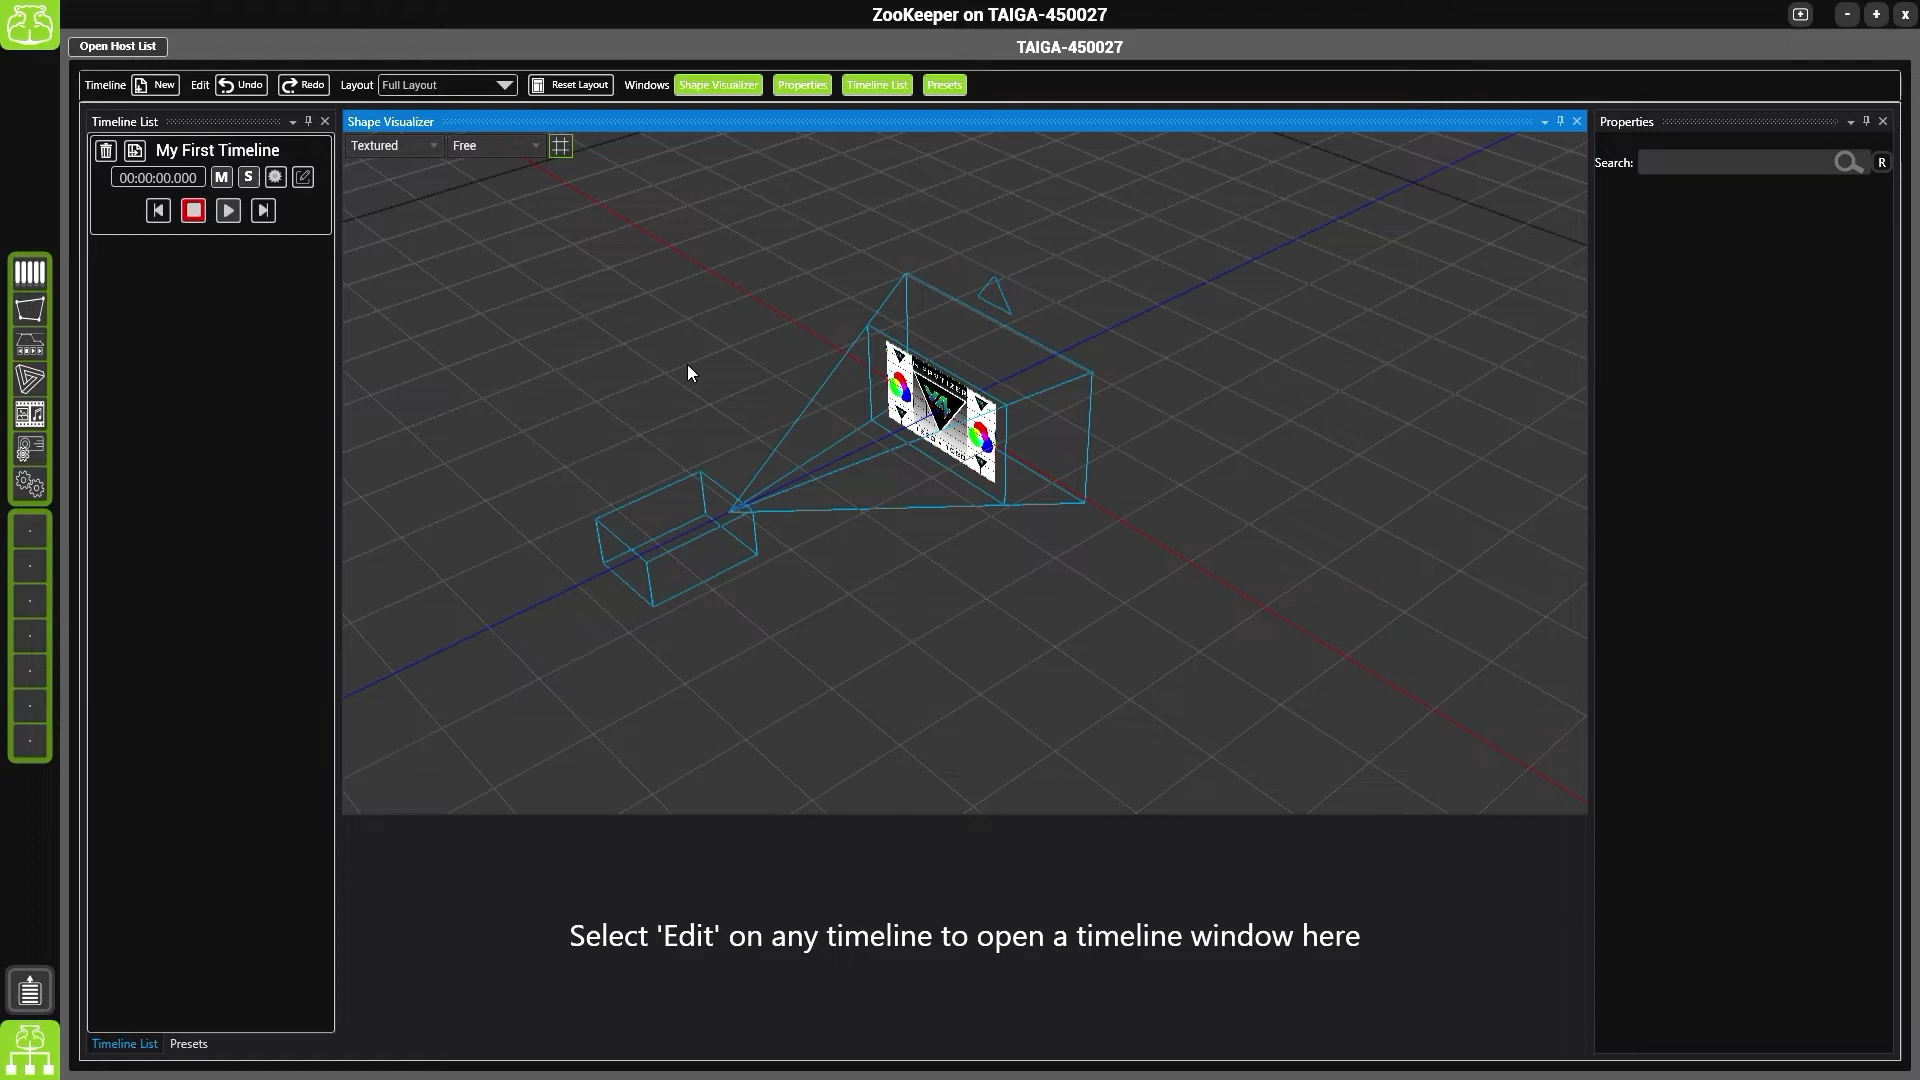 ZooKeeper on TAIGA-450027
Open Host List
TAIGA-450027
Timeline New Edit Undo Redo Layout Full Layout Reset Layout Windows Shape Visualizer Properties Timeline List Presets
Timeline List
My First Timeline
00:00:00.000 M S
Shape Visualizer
Textured Free
V4
Properties
Search: R
Select 'Edit' on any timeline to open a timeline window here
Timeline List Presets